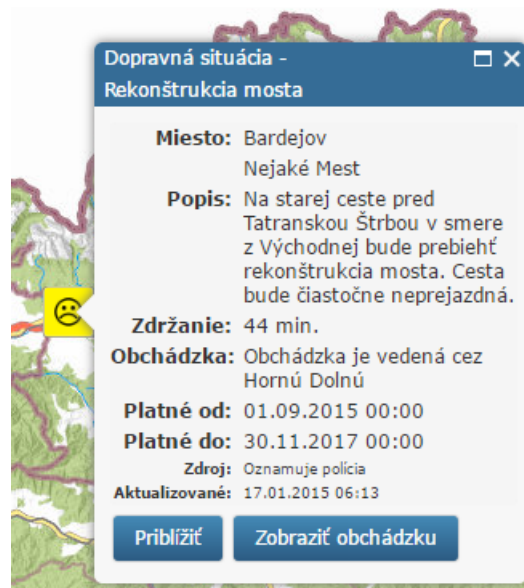 Dopravná situácia -
Rekonštrukcia mosta
Miesto: Bardejov
Nejaké Mest
Popis: Na starej ceste pred
Tatranskou Štrbou v smere
z Východnej bude prebiehť
rekonštrukcia mosta. Cesta
bude čiastočne neprejazdná.
Zdržanie: 44 min.
Obchádzka: Obchádzka je vedená cez
Hornú Dolnú
Platné od: 01.09.2015 00:00
Platné do: 30.11.2017 00:00
Zdroj: Oznamuje polícia
Aktualizované: 17.01.2015 06:13
Priblížiť Zobraziť obchádzku